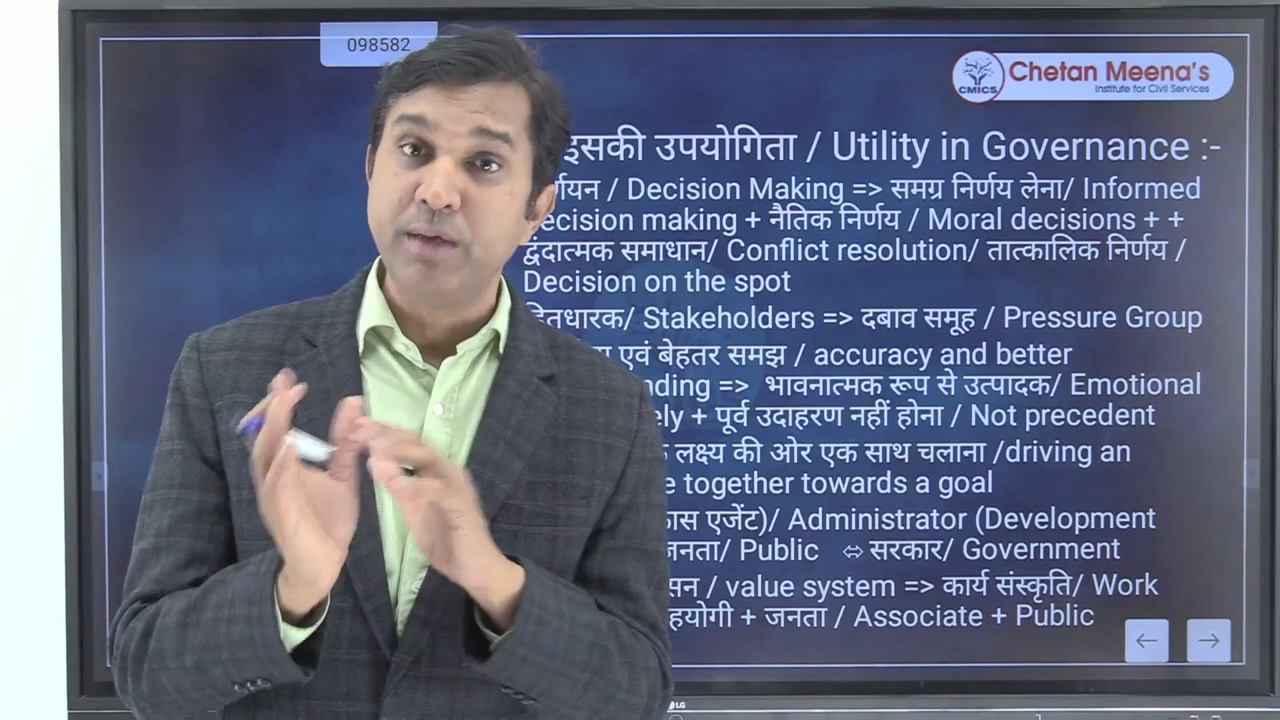 098582
Chetan Meena's
Institute for Civil Services
CMICS
इसकी उपयोगिता / Utility in Governance :-
/ Decision Making => समग्र निर्णय लेना/ Informed
decision making + नैतिक निर्णय / Moral decisions + +
द्वंदात्मक समाधान/ Conflict resolution/ तात्कालिक निर्णय /
Decision on the spot
हितधारक/ Stakeholders => दबाव समूह / Pressure Group
एवं बेहतर समझ / accuracy and better
=> भावनात्मक रूप से उत्पादक/ Emotional
+ पूर्व उदाहरण नहीं होना / Not precedent
लक्ष्य की ओर एक साथ चलाना /driving an
together towards a goal
एजेंट)/ Administrator (Development
जनता/ Public ⇔ सरकार/ Government
/ value system => कार्य संस्कृति/ Work
+ जनता / Associate + Public
LG